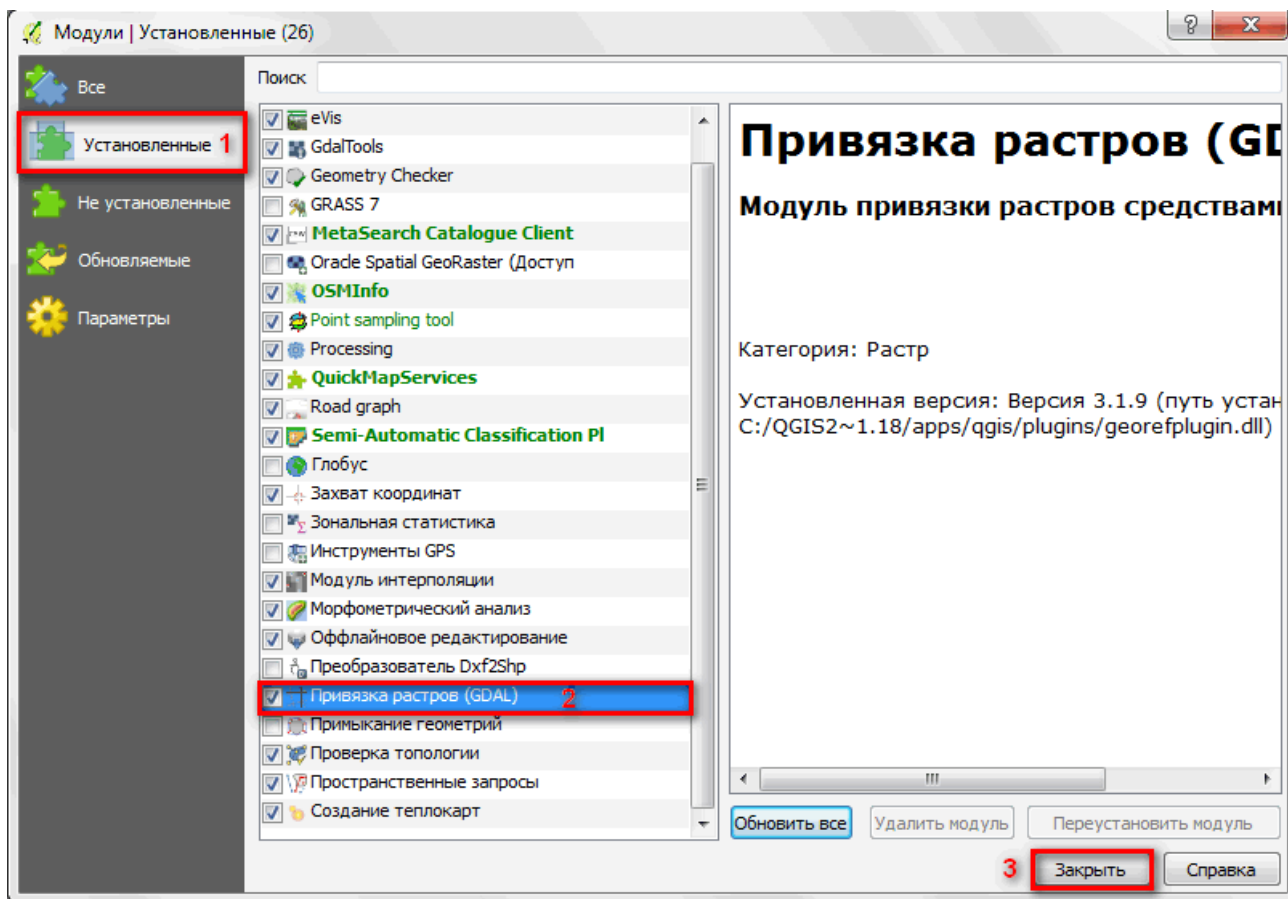 Модули | Установленные (26)
Все
Установленные 1
Не установленные
Обновляемые
Параметры
Поиск
eVis
GdalTools
Geometry Checker
GRASS 7
MetaSearch Catalogue Client
Oracle Spatial GeoRaster (Доступ
OSMInfo
Point sampling tool
Processing
QuickMapServices
Road graph
Semi-Automatic Classification Pl
Глобус
Захват координат
Зональная статистика
Инструменты GPS
Модуль интерполяции
Морфометрический анализ
Оффлайновое редактирование
Преобразователь Dxf2Shp
Привязка растров (GDAL) 2
Примыкание геометрий
Проверка топологии
Пространственные запросы
Создание теплокарт
Привязка растров (GD
Модуль привязки растров средствами
Категория: Растр
Установленная версия: Версия 3.1.9 (путь устан
C:/QGIS2~1.18/apps/qgis/plugins/georefplugin.dll)
Обновить все
Удалить модуль
Переустановить модуль
3 Закрыть
Справка